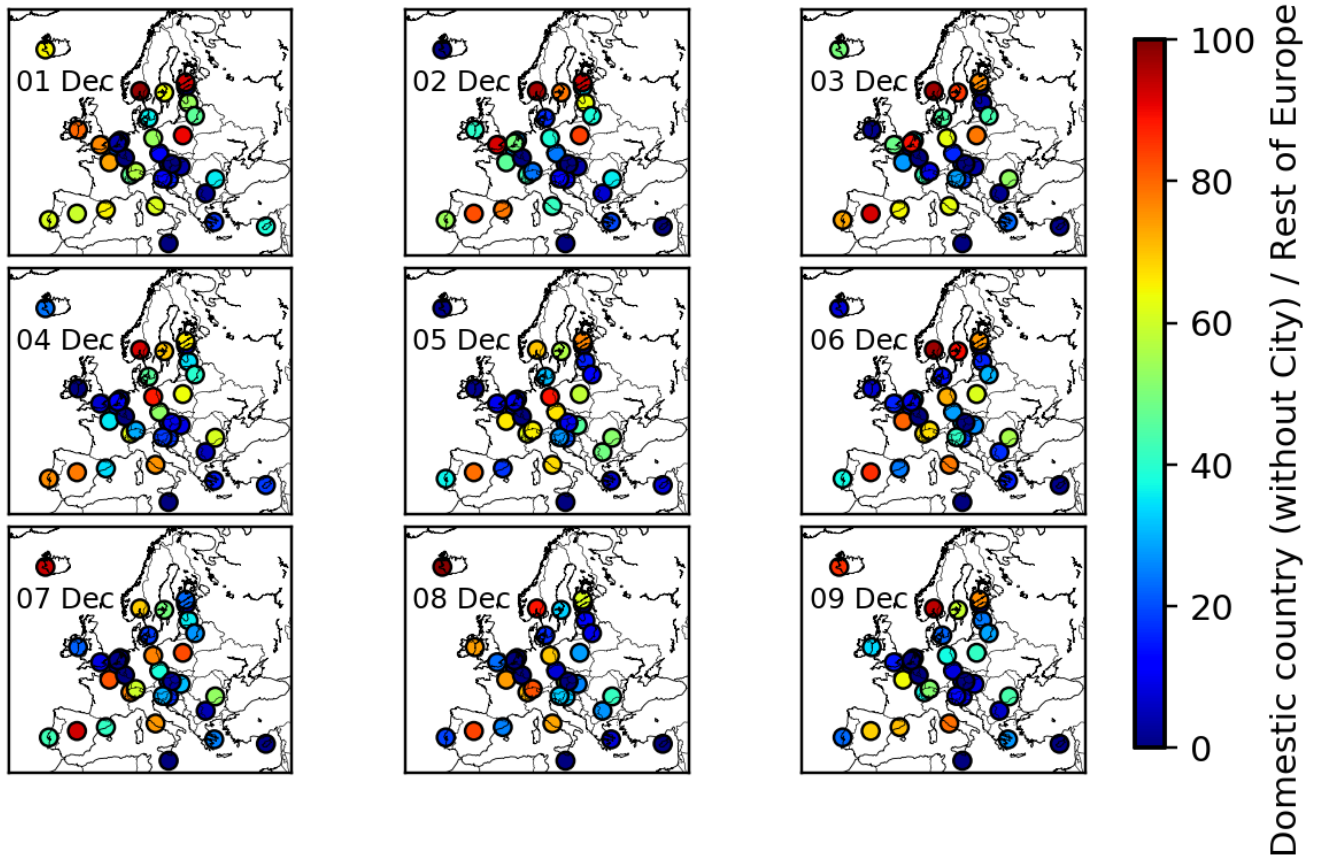 01 Dec
02 Dec
03 Dec
04 Dec
05 Dec
06 Dec
07 Dec
08 Dec
09 Dec
100
80
60
40
20
0
Domestic country (without City) / Rest of Europe